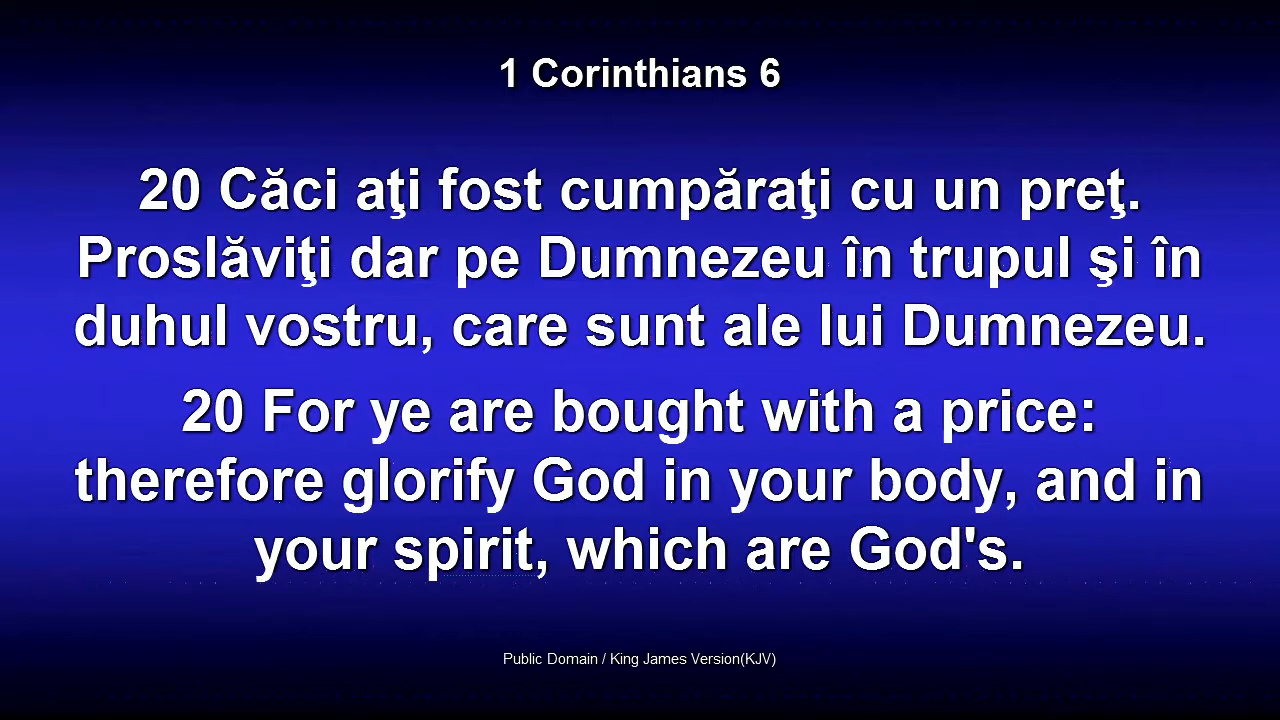 1 Corinthians 6
20 Căci aţi fost cumpăraţi cu un preţ.
Proslăviţi dar pe Dumnezeu în trupul şi în
duhul vostru, care sunt ale lui Dumnezeu.
20 For ye are bought with a price:
therefore glorify God in your body, and in
your spirit, which are God's.
Public Domain / King James Version(KJV)